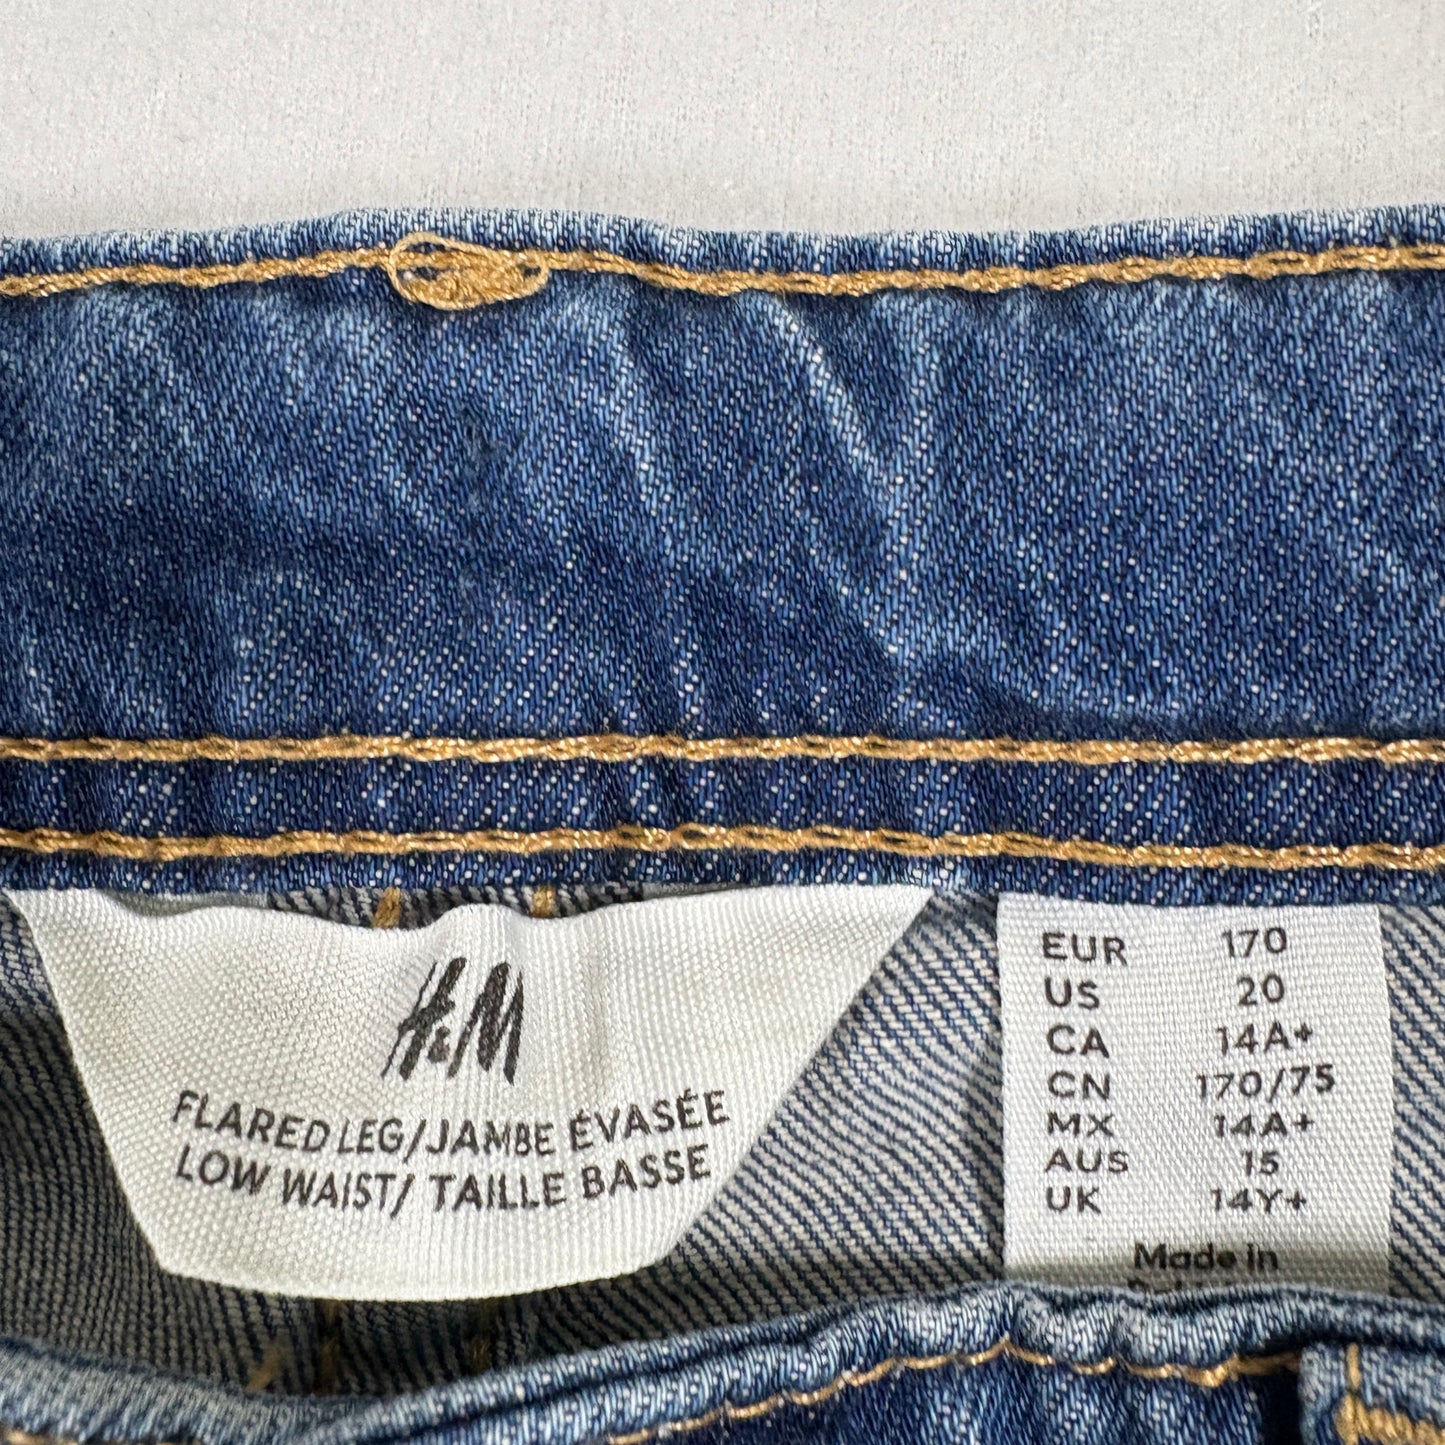 H&M
FLARED LEG/JAMBE ÉVASÉE
LOW WAIST/ TAILLE BASSE
EUR 170
US 20
CA 14A+
CN 170/75
MX 14A+
AUS 15
UK 14Y+
Made in